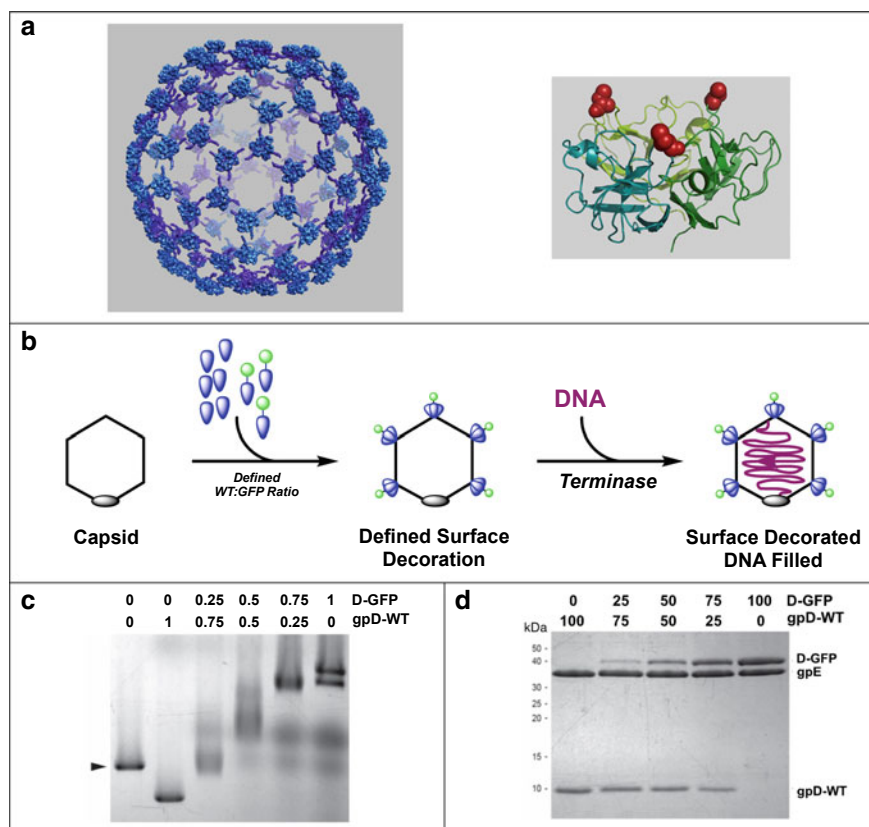 a
b
DNA
Defined
WT:GFP Ratio
Terminase
Capsid
Defined Surface
Decoration
Surface Decorated
DNA Filled
c
0 0 0.25 0.5 0.75 1 D-GFP
0 1 0.75 0.5 0.25 0 gpD-WT
d
0 25 50 75 100 D-GFP
100 75 50 25 0 gpD-WT
kDa
50 -
40 -
30 -
25 -
20 -
15 -
10 -
D-GFP
gpE
gpD-WT